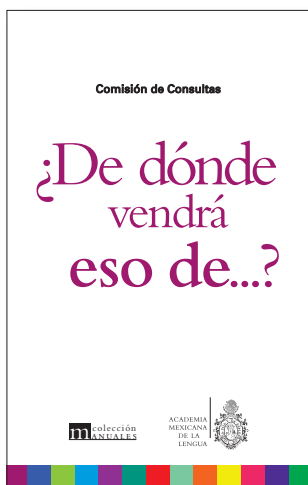 Comisión de Consultas
¿De dónde
vendrá
eso de...?
m colección
MANUALES
ACADEMIA
MEXICANA
DE LA
LENGUA